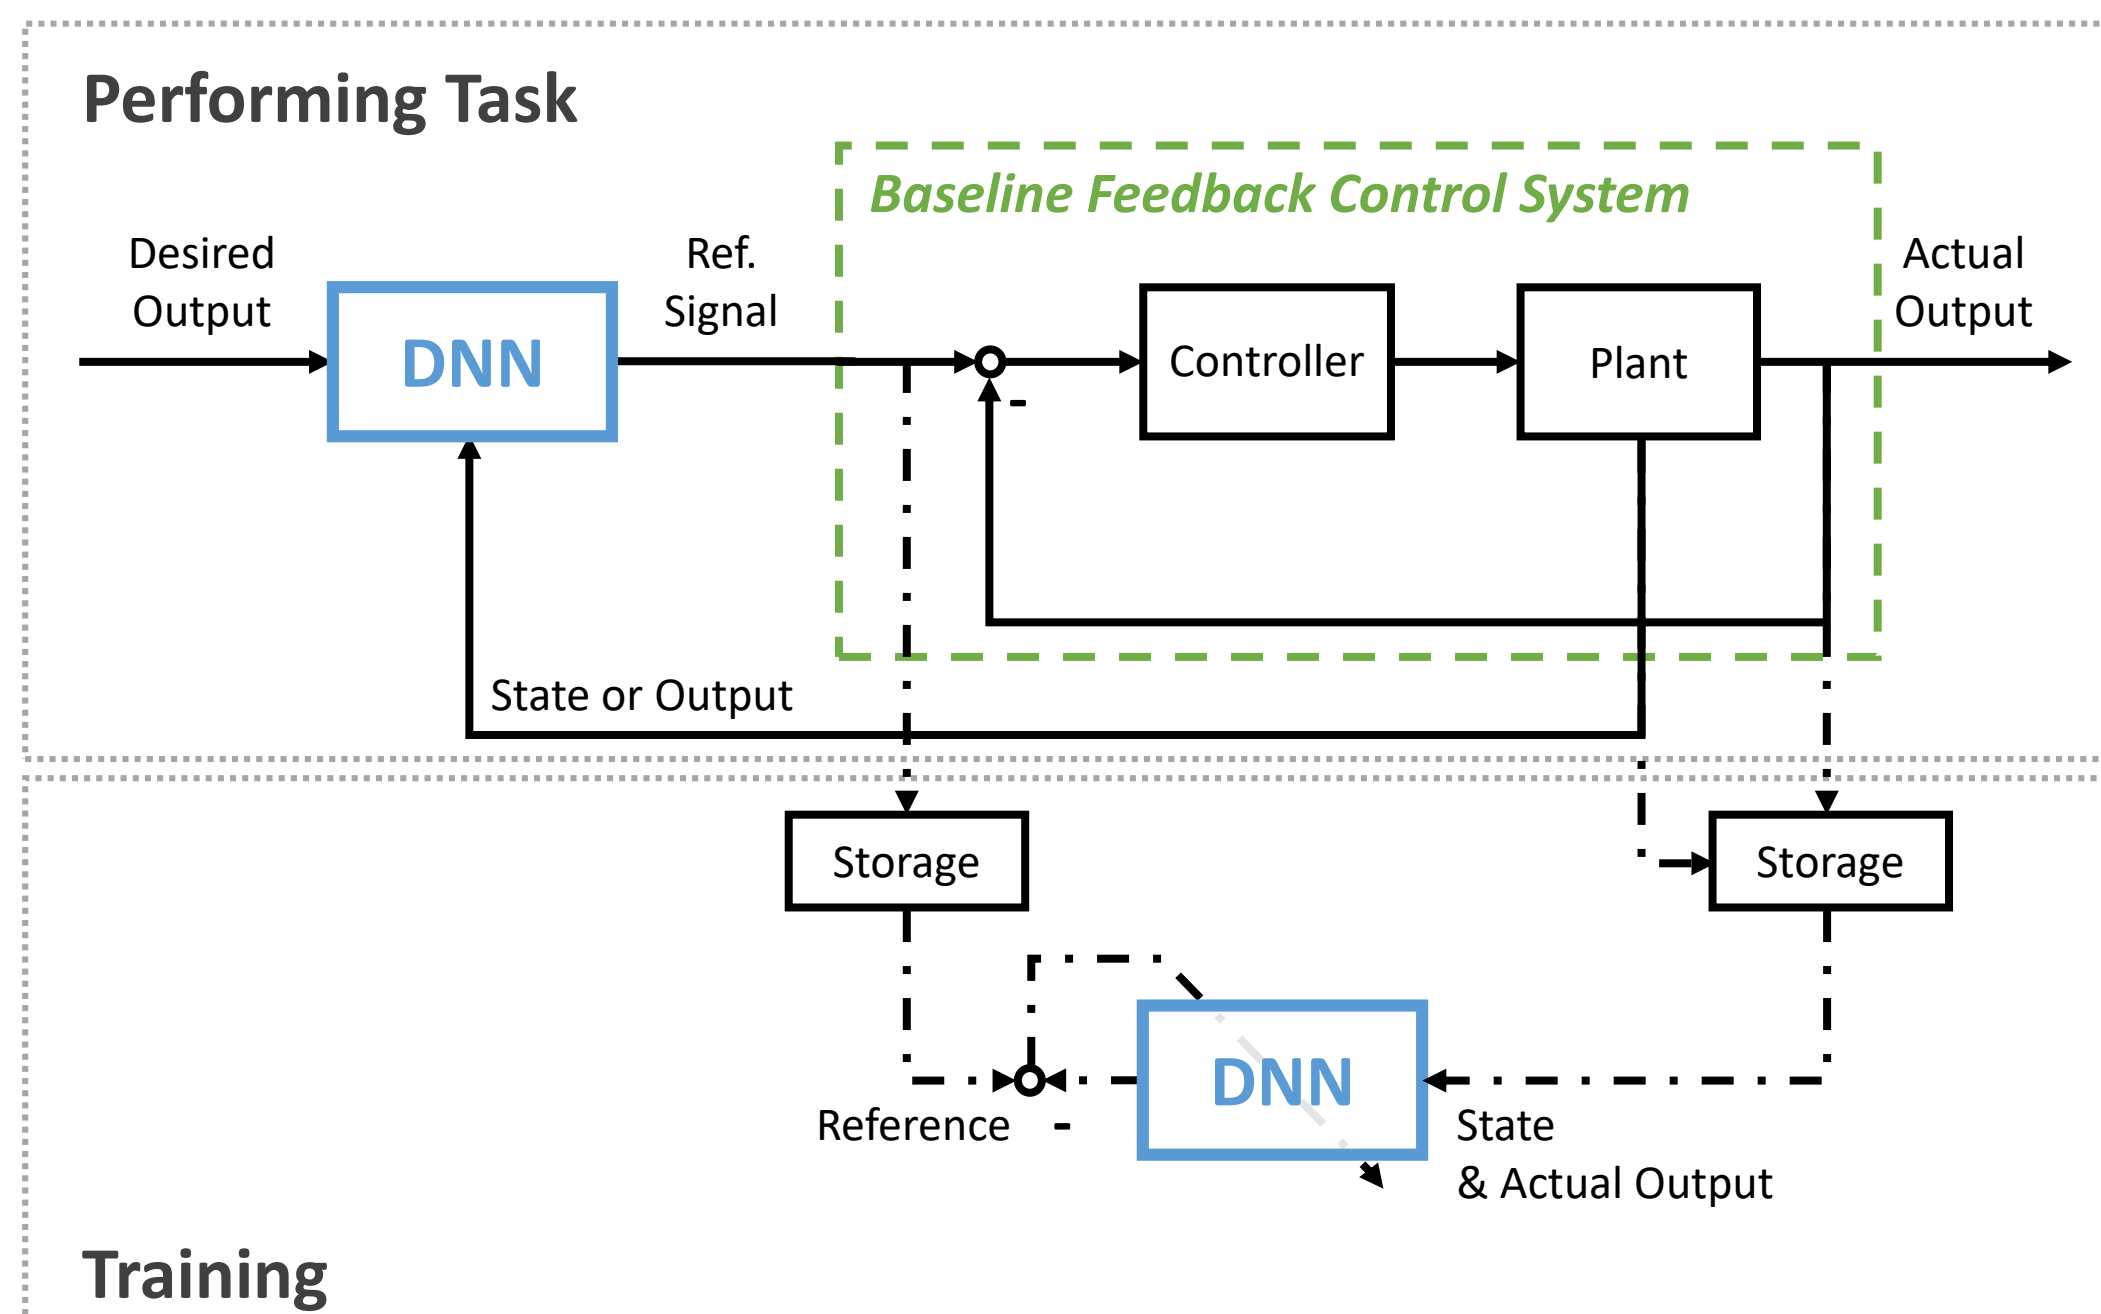 Performing Task
Baseline Feedback Control System
Desired
Output
DNN
Ref.
Signal
-
Controller
Plant
Actual
Output
State or Output
Storage
Storage
Reference
-
DNN
State
& Actual Output
Training